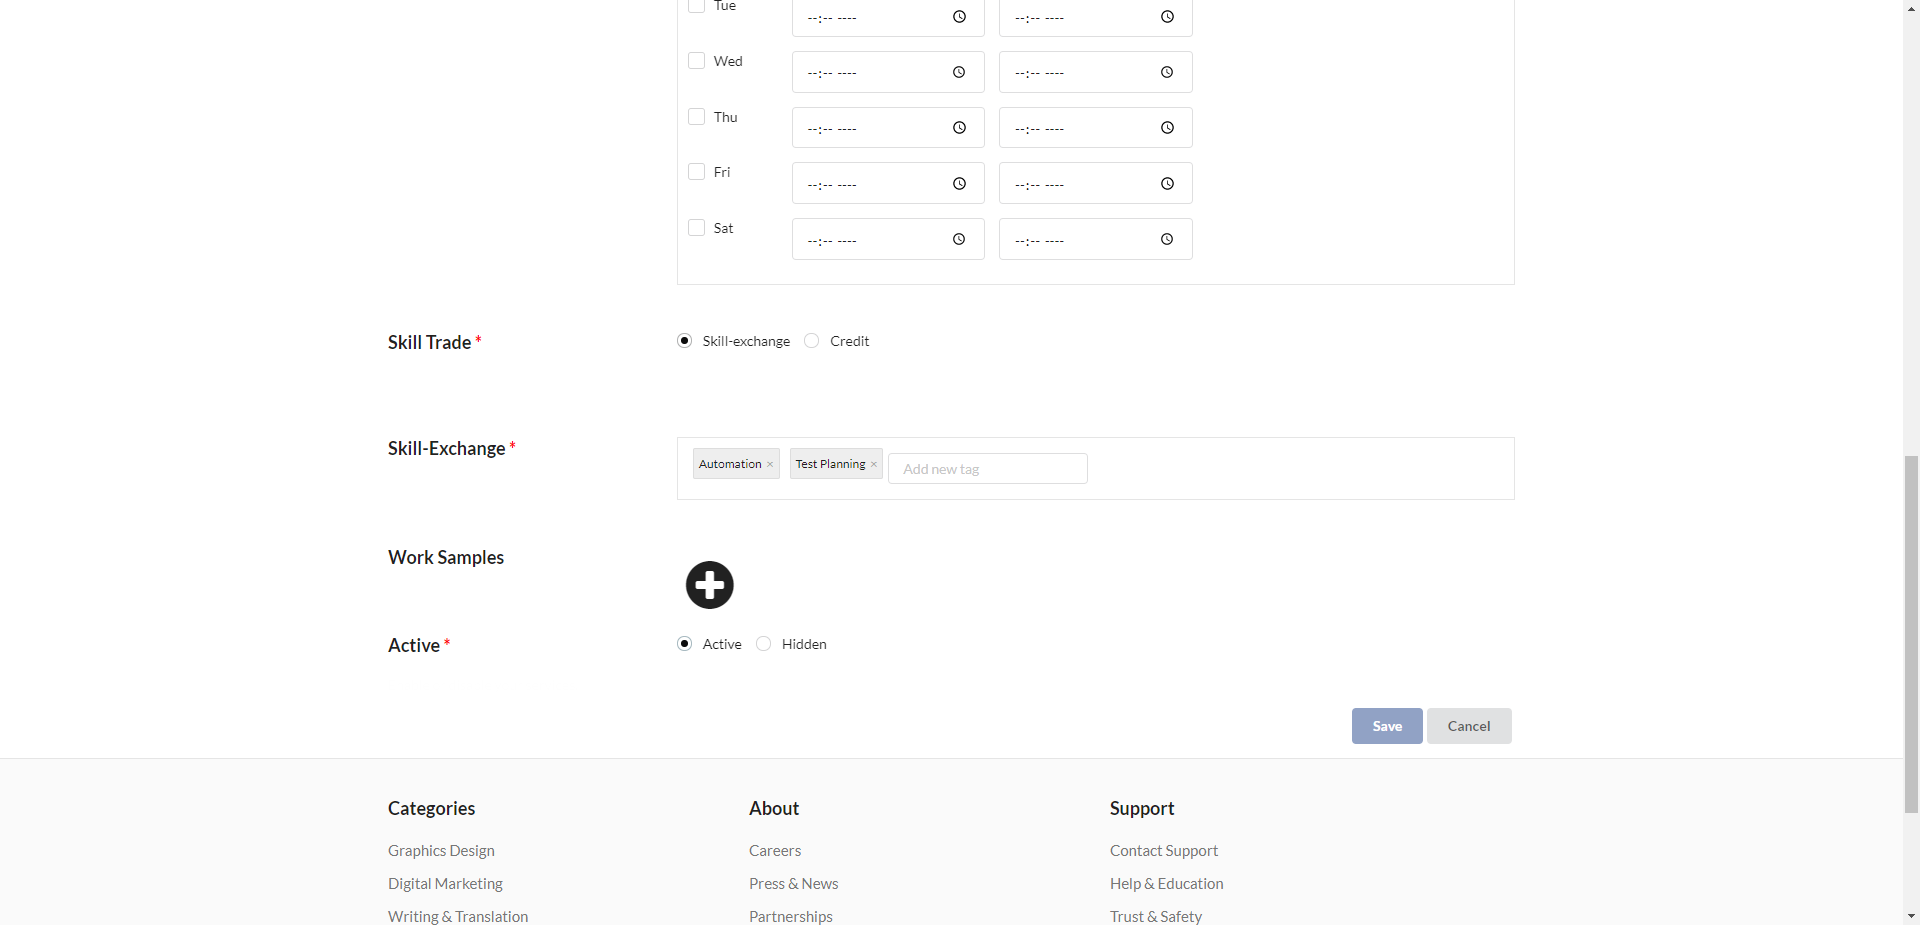 Tue --:-- ---- --:-- ----
Wed --:-- ---- --:-- ----
Thu --:-- ---- --:-- ----
Fri --:-- ---- --:-- ----
Sat --:-- ---- --:-- ----
Skill Trade * Skill-exchange Credit
Skill-Exchange * Automation × Test Planning × Add new tag
Work Samples
Active * Active Hidden
Save Cancel
Categories About Support
Graphics Design Careers Contact Support
Digital Marketing Press & News Help & Education
Writing & Translation Partnerships Trust & Safety